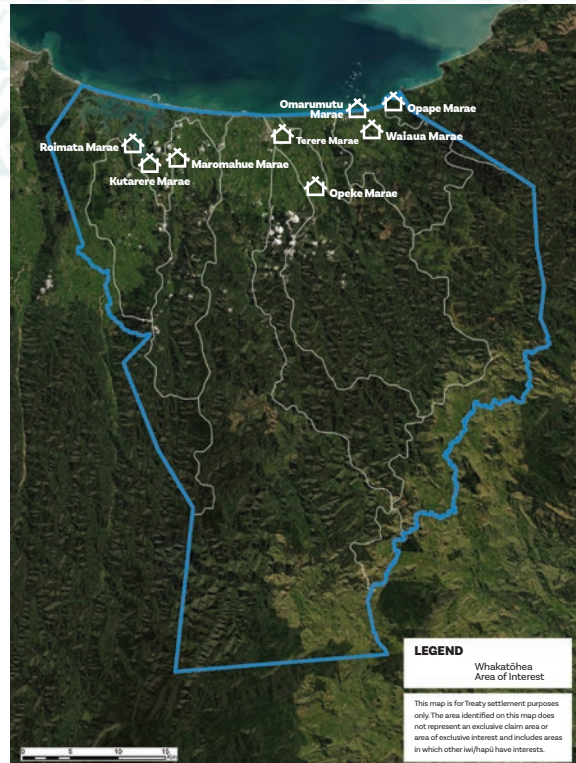 Omarumutu
Marae
Opape Marae
Roimata Marae
Terere Marae
Waiaua Marae
Maromahue Marae
Kutarere Marae
Opeke Marae
LEGEND
Whakatōhea
Area of Interest
This map is for Treaty settlement purposes
only. The area identified on this map does
not represent an exclusive claim area or
area of exclusive interest and includes areas
in which other iwi/hapū have interests.
0 5 10 15
Km